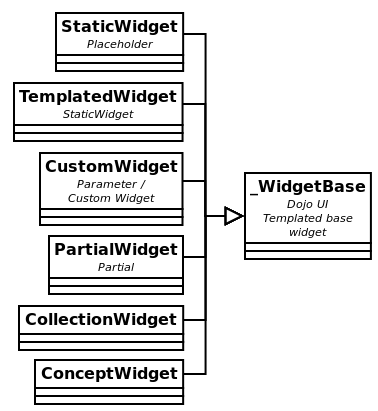 StaticWidget
Placeholder
TemplatedWidget
StaticWidget
CustomWidget
Parameter /
Custom Widget
PartialWidget
Partial
CollectionWidget
ConceptWidget
_WidgetBase
Dojo UI
Templated base
widget